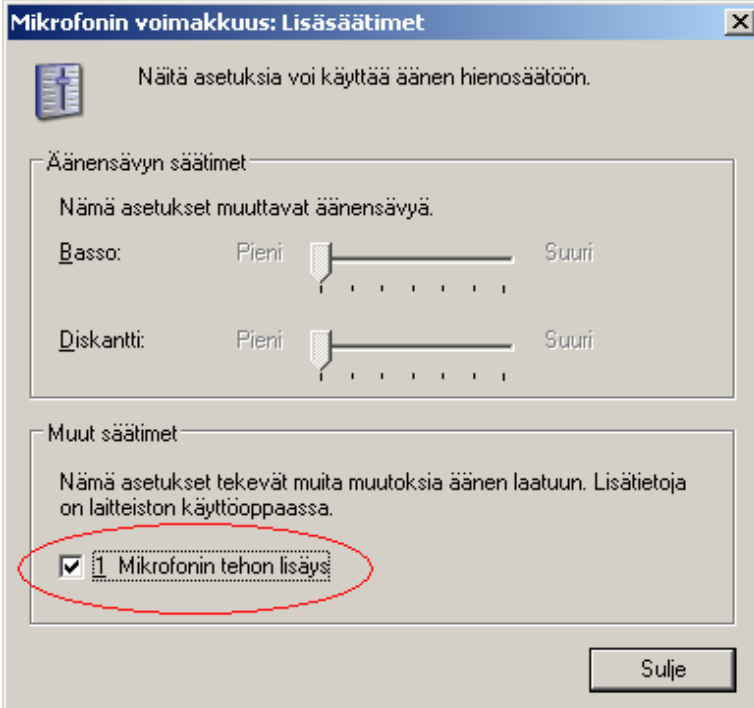 Mikrofonin voimakkuus: Lisäsäätimet
Näitä asetuksia voi käyttää äänen hienosäätöön.
Äänensävyn säätimet
Nämä asetukset muuttavat äänensävyä.
Basso: Pieni Suuri
Diskantti: Pieni Suuri
Muut säätimet
Nämä asetukset tekevät muita muutoksia äänen laatuun. Lisätietoja
on laitteiston käyttöoppaassa.
1 Mikrofonin tehon lisäys
Sulje